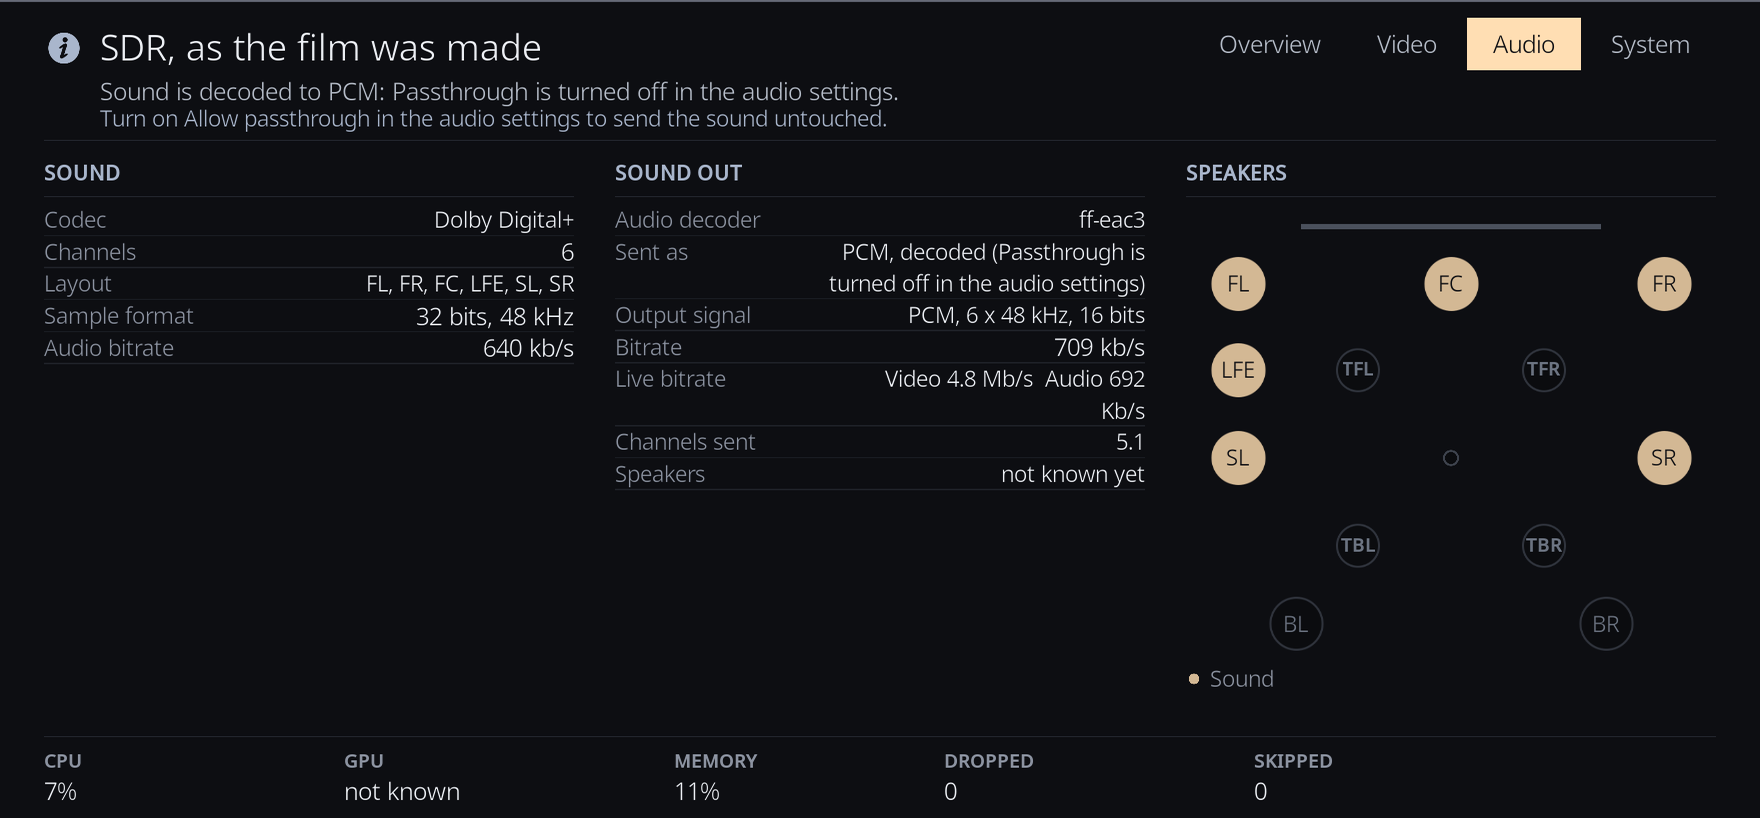 SDR, as the film was made
Overview Video Audio System
Sound is decoded to PCM: Passthrough is turned off in the audio settings.
Turn on Allow passthrough in the audio settings to send the sound untouched.
SOUND
Codec Dolby Digital+
Channels 6
Layout FL, FR, FC, LFE, SL, SR
Sample format 32 bits, 48 kHz
Audio bitrate 640 kb/s
SOUND OUT
Audio decoder ff-eac3
Sent as PCM, decoded (Passthrough is
turned off in the audio settings)
Output signal PCM, 6 x 48 kHz, 16 bits
Bitrate 709 kb/s
Live bitrate Video 4.8 Mb/s Audio 692
Kb/s
Channels sent 5.1
Speakers not known yet
SPEAKERS
FL FC FR
LFE TFL TFR
SL SR
TBL TBR
BL BR
Sound
CPU GPU MEMORY DROPPED SKIPPED
7% not known 11% 0 0